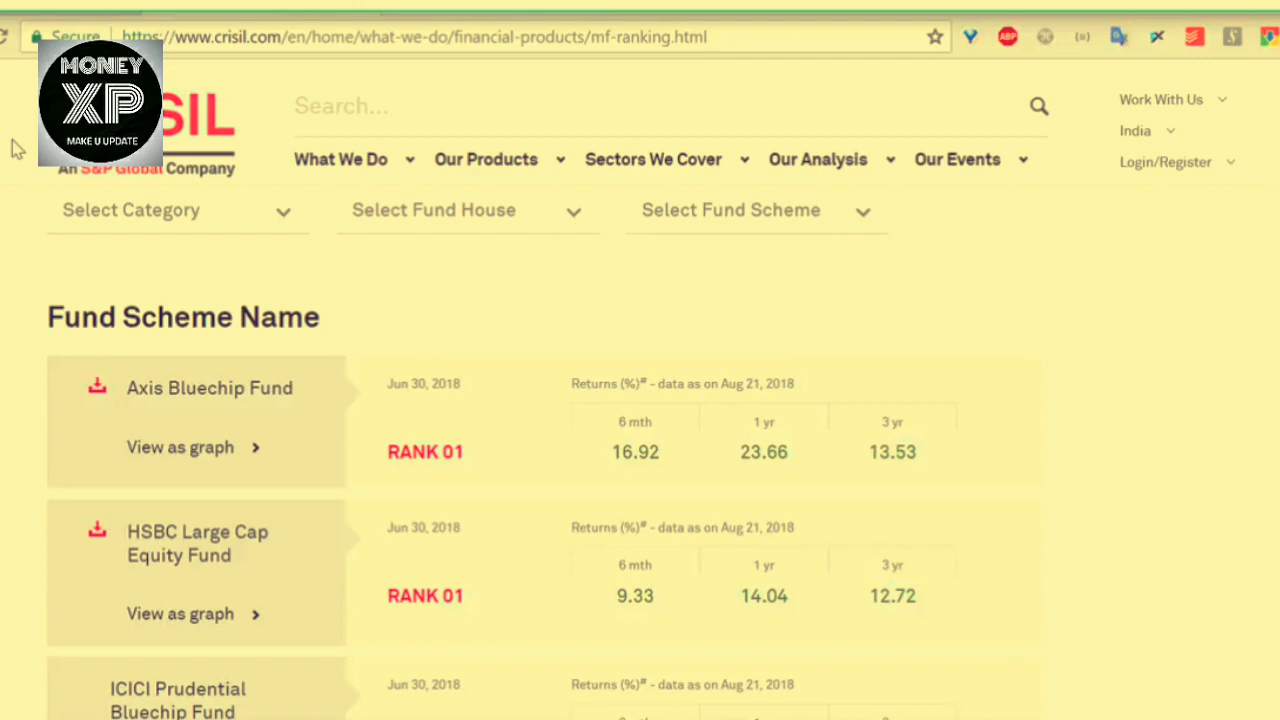 Secure https://www.crisil.com/en/home/what-we-do/financial-products/mf-ranking.html
ABP
MONEY
XP
MAKE U UPDATE
SIL
An S&P Global Company
Search...
Work With Us
India
Login/Register
What We Do Our Products Sectors We Cover Our Analysis Our Events
Select Category Select Fund House Select Fund Scheme
Fund Scheme Name
Axis Bluechip Fund
View as graph
Jun 30, 2018
RANK 01
Returns (%)# - data as on Aug 21, 2018
6 mth 1 yr 3 yr
16.92 23.66 13.53
HSBC Large Cap
Equity Fund
View as graph
Jun 30, 2018
RANK 01
Returns (%)# - data as on Aug 21, 2018
6 mth 1 yr 3 yr
9.33 14.04 12.72
ICICI Prudential
Bluechip Fund
Jun 30, 2018
Returns (%)# - data as on Aug 21, 2018